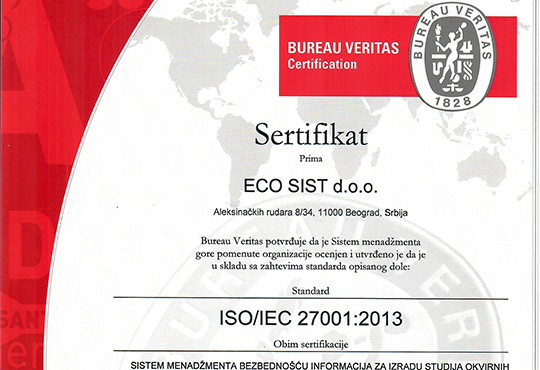 BUREAU VERITAS
Certification
BUREAU VERITAS
1828
Sertifikat
Prima
ECO SIST d.o.o.
Aleksinačkih rudara 8/34, 11000 Beograd, Srbija
Bureau Veritas potvrđuje da je Sistem menadžmenta
gore pomenute organizacije ocenjen i utvrđeno je da je
u skladu sa zahtevima standarda opisanog dole:
Standard
ISO/IEC 27001:2013
Obim sertifikacije
SISTEM MENADŽMENTA BEZBEDNOŠĆU INFORMACIJA ZA IZRADU STUDIJA OKVIRNIH